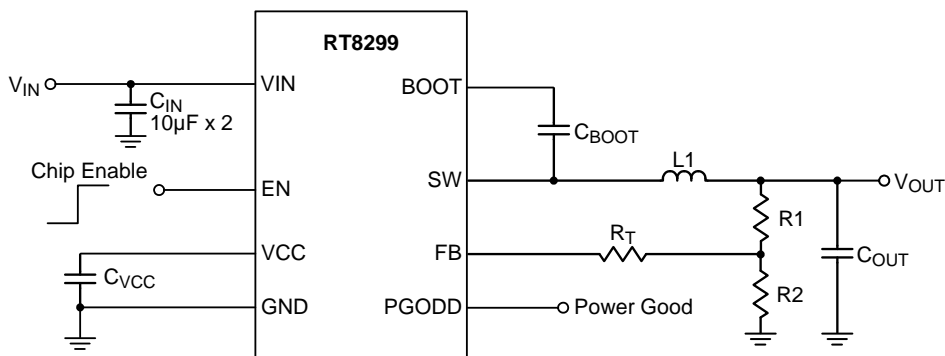 RT8299
V_IN
VIN
BOOT
C_IN
10µF x 2
C_BOOT
Chip Enable
EN
SW
L1
V_OUT
R1
VCC
FB
R_T
C_OUT
C_VCC
R2
GND
PGODD
Power Good